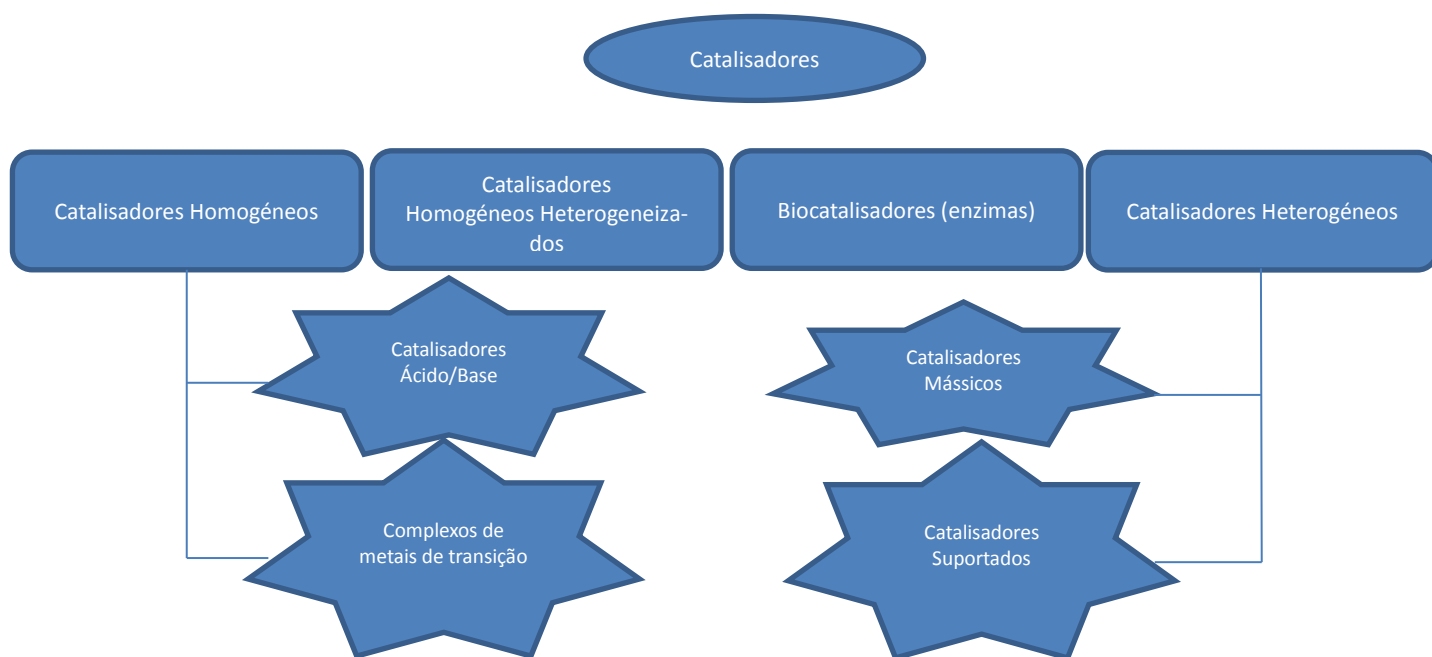 Catalisadores
Catalisadores Homogéneos
Catalisadores
Homogéneos Heterogeneiza-
dos
Biocatalisadores (enzimas)
Catalisadores Heterogéneos
Catalisadores
Ácido/Base
Catalisadores
Mássicos
Complexos de
metais de transição
Catalisadores
Suportados